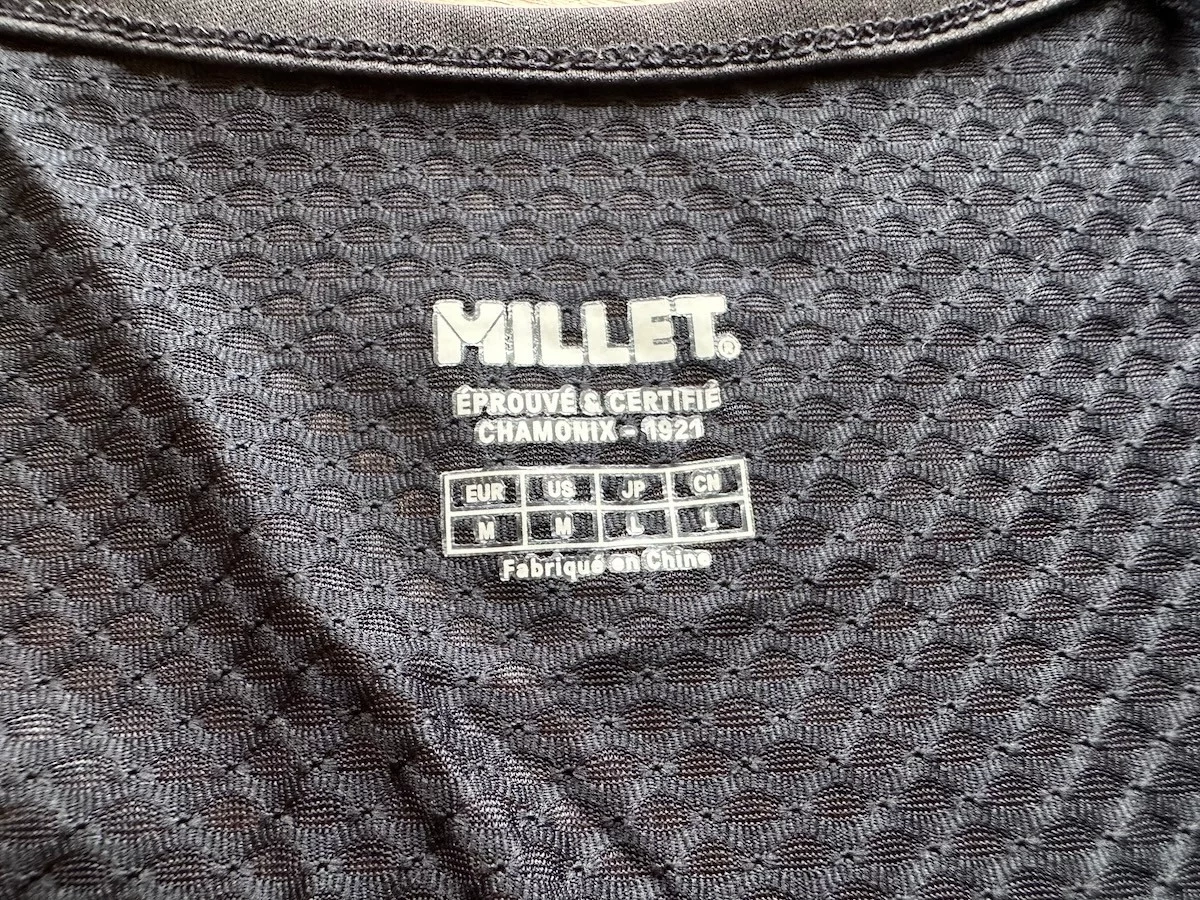 MILLET®
ÉPROUVÉ & CERTIFIÉ
CHAMONIX - 1921
EUR US JP CN
M M L L
Fabriqué en Chine